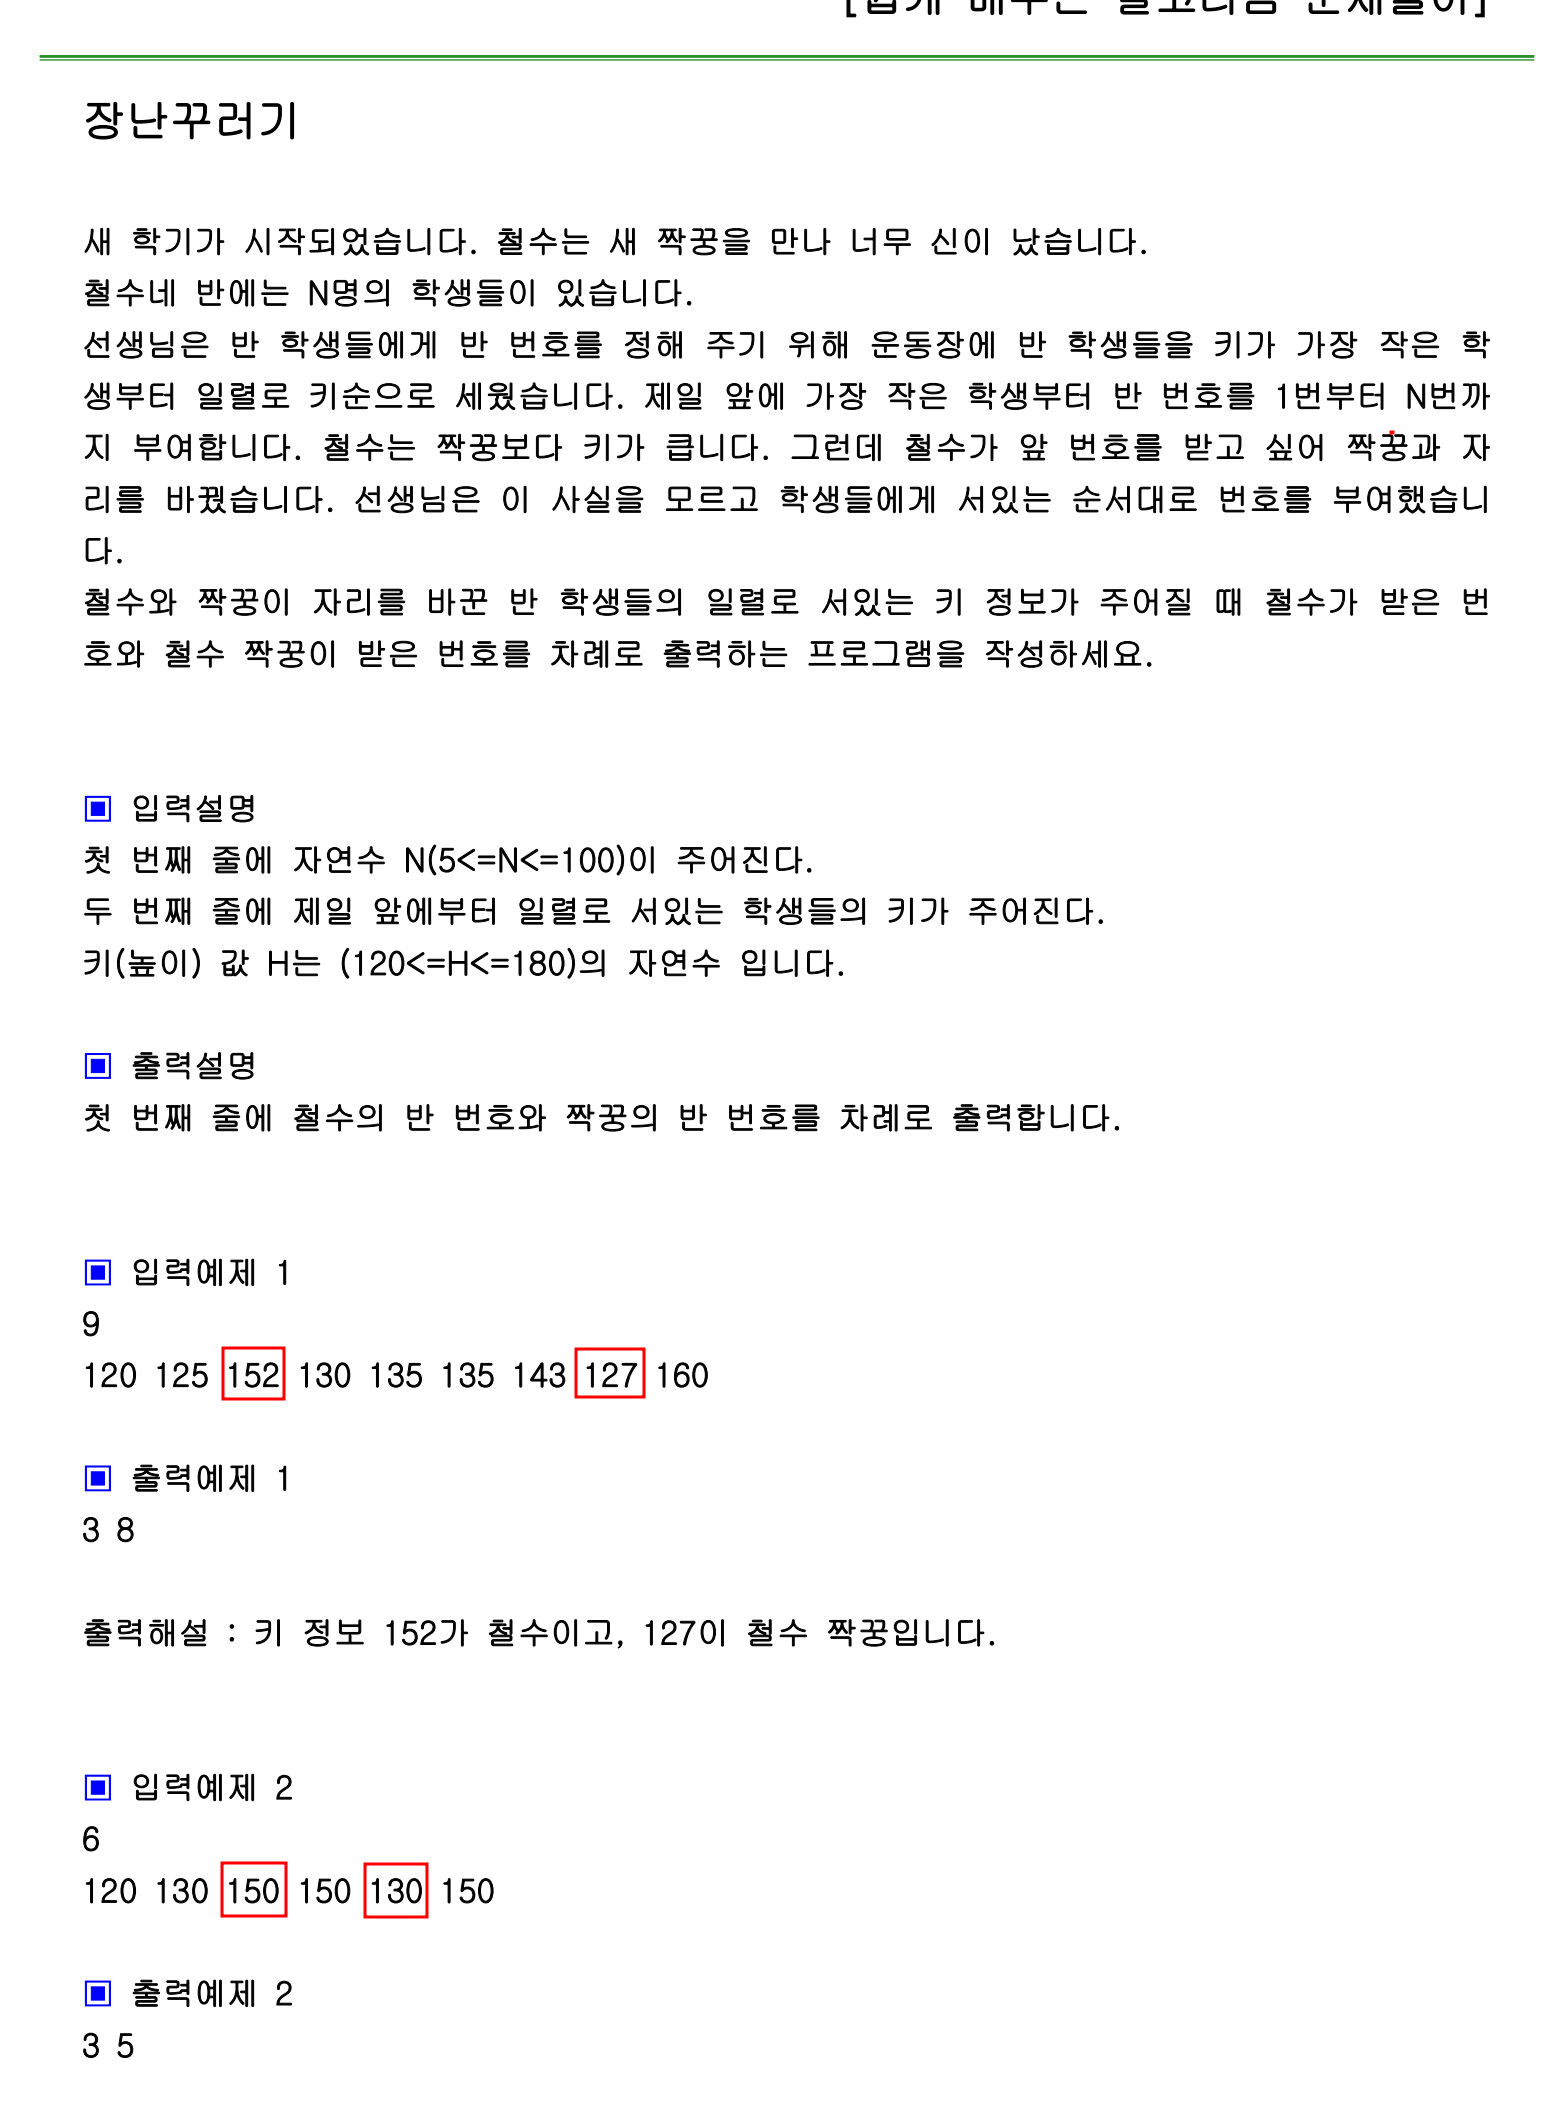 장난꾸러기
새 학기가 시작되었습니다. 철수는 새 짝꿍을 만나 너무 신이 났습니다.
철수네 반에는 N명의 학생들이 있습니다.
선생님은 반 학생들에게 반 번호를 정해 주기 위해 운동장에 반 학생들을 키가 가장 작은 학
생부터 일렬로 키순으로 세웠습니다. 제일 앞에 가장 작은 학생부터 반 번호를 1번부터 N번까
지 부여합니다. 철수는 짝꿍보다 키가 큽니다. 그런데 철수가 앞 번호를 받고 싶어 짝꿍과 자
리를 바꿨습니다. 선생님은 이 사실을 모르고 학생들에게 서있는 순서대로 번호를 부여했습니
다.
철수와 짝꿍이 자리를 바꾼 반 학생들의 일렬로 서있는 키 정보가 주어질 때 철수가 받은 번
호와 철수 짝꿍이 받은 번호를 차례로 출력하는 프로그램을 작성하세요.
▣ 입력설명
첫 번째 줄에 자연수 N(5<=N<=100)이 주어진다.
두 번째 줄에 제일 앞에부터 일렬로 서있는 학생들의 키가 주어진다.
키(높이) 값 H는 (120<=H<=180)의 자연수 입니다.
▣ 출력설명
첫 번째 줄에 철수의 반 번호와 짝꿍의 반 번호를 차례로 출력합니다.
▣ 입력예제 1
9
120 125 152 130 135 135 143 127 160
▣ 출력예제 1
3 8
출력해설 : 키 정보 152가 철수이고, 127이 철수 짝꿍입니다.
▣ 입력예제 2
6
120 130 150 150 130 150
▣ 출력예제 2
3 5